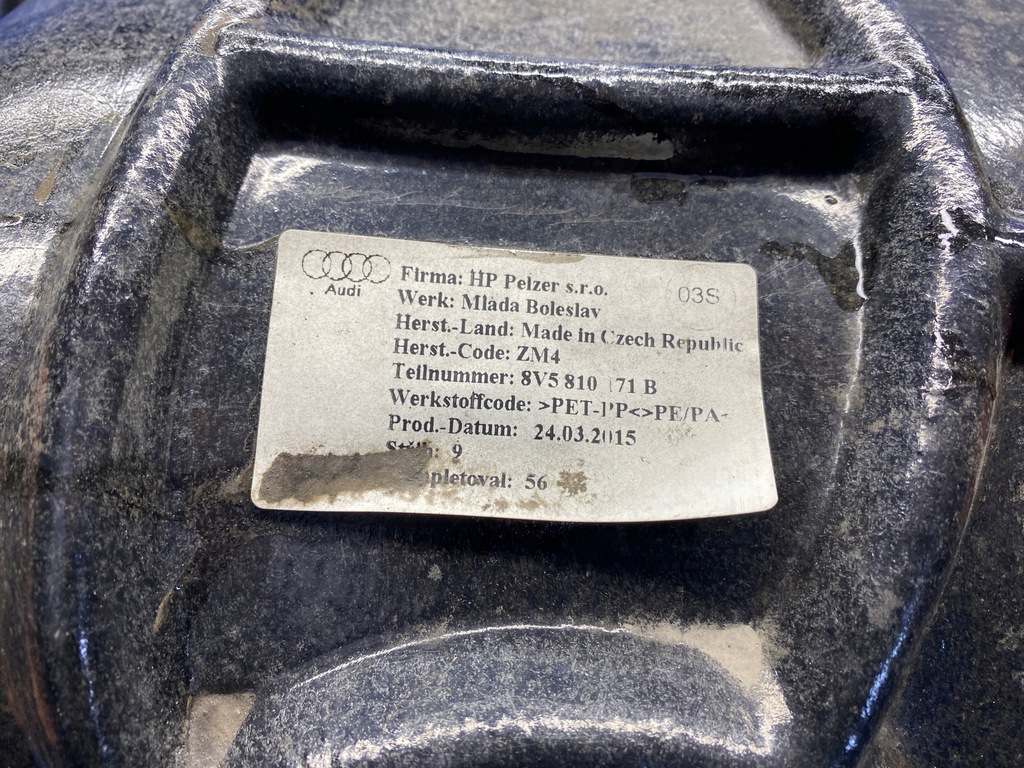 Audi
Firma: HP Pelzer s.r.o.
03S
Werk: Mlada Boleslav
Herst.-Land: Made in Czech Republic
Herst.-Code: ZM4
Teilnummer: 8V5 810 171 B
Werkstoffcode: >PET-PP<>PE/PA<
Prod.-Datum: 24.03.2015
9
56